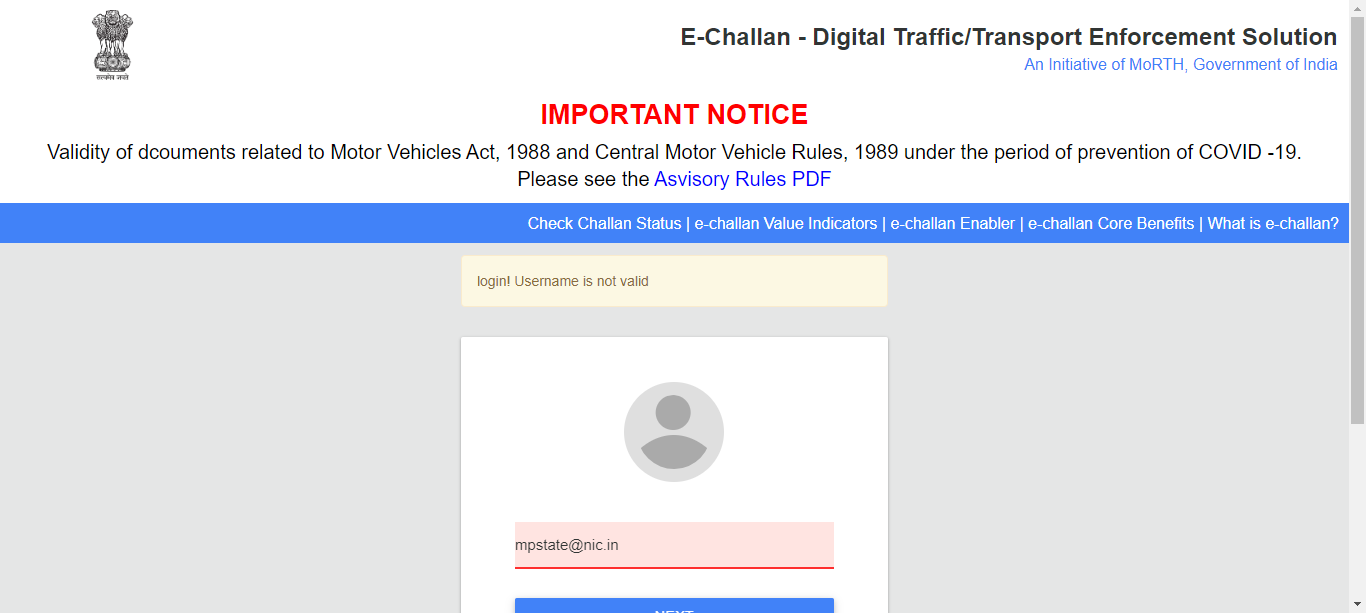 सत्यमेव जयते
E-Challan - Digital Traffic/Transport Enforcement Solution
An Initiative of MoRTH, Government of India
IMPORTANT NOTICE
Validity of dcouments related to Motor Vehicles Act, 1988 and Central Motor Vehicle Rules, 1989 under the period of prevention of COVID -19.
Please see the Asvisory Rules PDF
Check Challan Status | e-challan Value Indicators | e-challan Enabler | e-challan Core Benefits | What is e-challan?
login! Username is not valid
mpstate@nic.in
NEXT